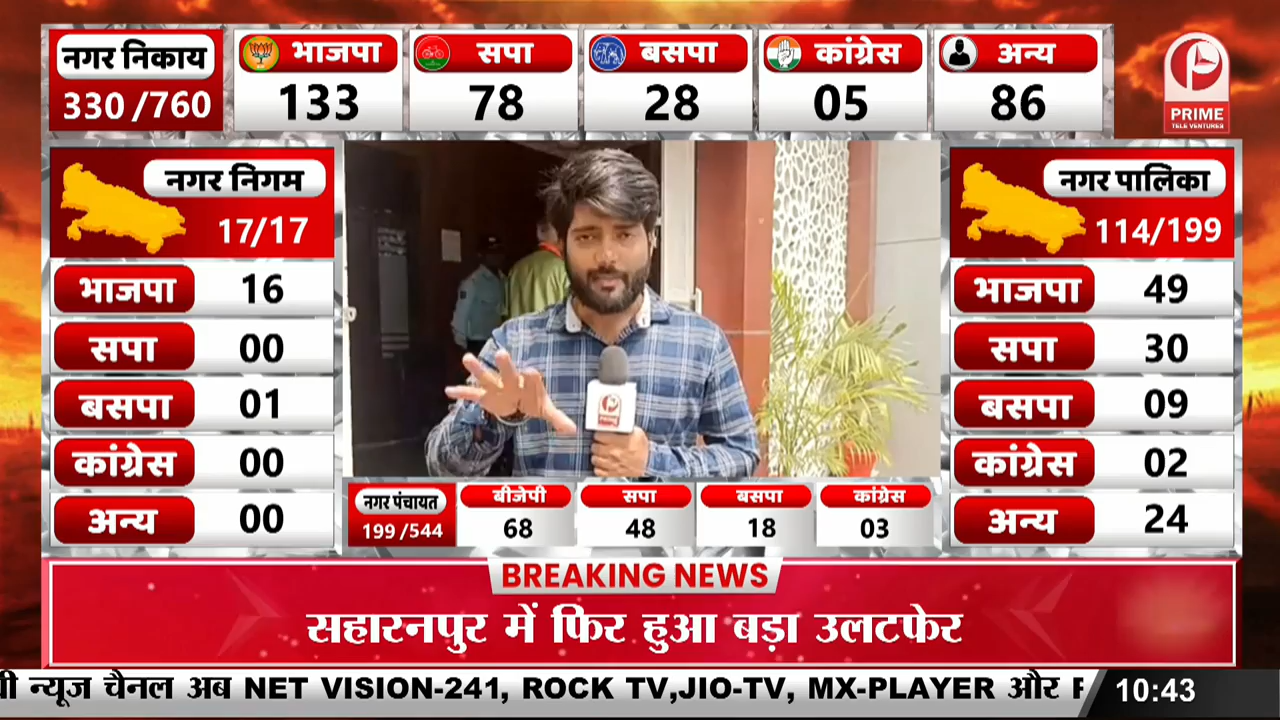 नगर निकाय
330/760
भाजपा
133
सपा
78
बसपा
28
कांग्रेस
05
अन्य
86
PRIME
TELE VENTURES
नगर निगम
17/17
भाजपा 16
सपा 00
बसपा 01
कांग्रेस 00
अन्य 00
नगर पालिका
114/199
भाजपा 49
सपा 30
बसपा 09
कांग्रेस 02
अन्य 24
PRIME
नगर पंचायत
199/544
बीजेपी
68
सपा
48
बसपा
18
कांग्रेस
03
BREAKING NEWS
सहारनपुर में फिर हुआ बड़ा उलटफेर
न्यूज चैनल अब NET VISION-241, ROCK TV,JIO-TV, MX-PLAYER और
10:43